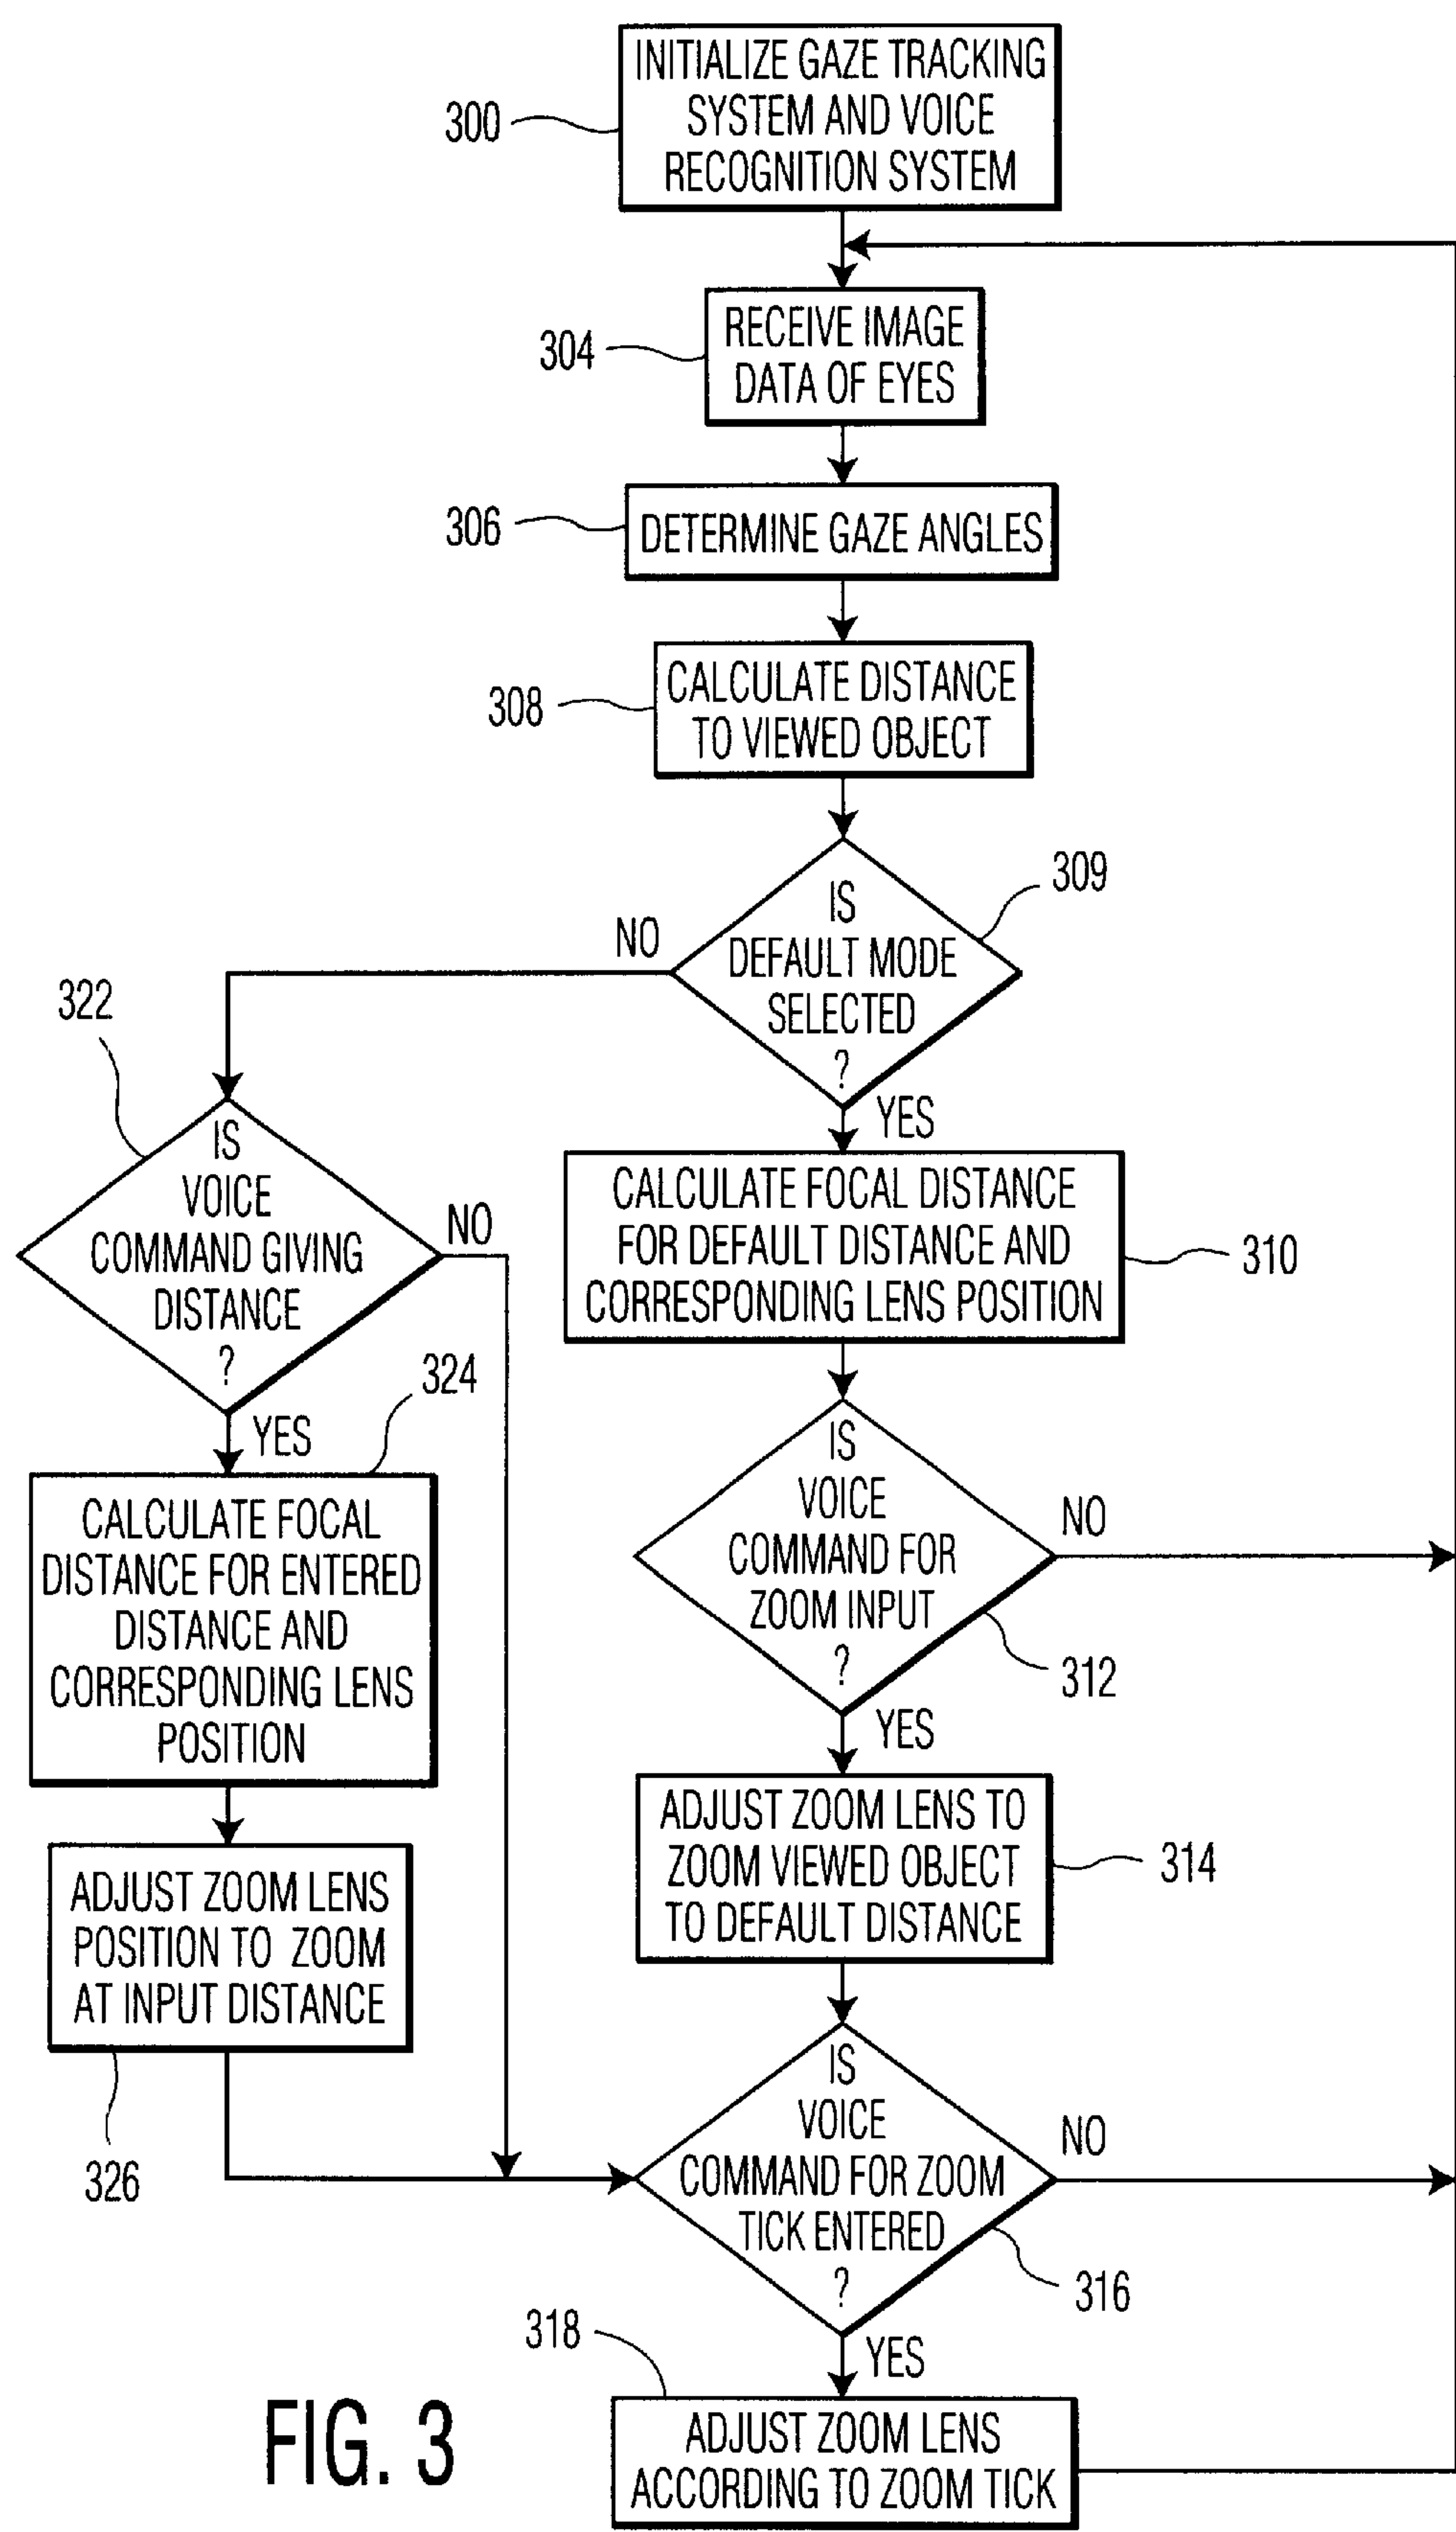 INITIALIZE GAZE TRACKING
SYSTEM AND VOICE
RECOGNITION SYSTEM
300
RECEIVE IMAGE
DATA OF EYES
304
DETERMINE GAZE ANGLES
306
CALCULATE DISTANCE
TO VIEWED OBJECT
308
IS
DEFAULT MODE
SELECTED
?
309
NO
YES
322
IS
VOICE
COMMAND GIVING
DISTANCE
?
NO
YES
324
CALCULATE FOCAL
DISTANCE FOR ENTERED
DISTANCE AND
CORRESPONDING LENS
POSITION
ADJUST ZOOM LENS
POSITION TO ZOOM
AT INPUT DISTANCE
326
CALCULATE FOCAL DISTANCE
FOR DEFAULT DISTANCE AND
CORRESPONDING LENS POSITION
310
IS
VOICE
COMMAND FOR
ZOOM INPUT
?
NO
312
YES
ADJUST ZOOM LENS TO
ZOOM VIEWED OBJECT
TO DEFAULT DISTANCE
314
IS
VOICE
COMMAND FOR ZOOM
TICK ENTERED
?
NO
316
YES
318
ADJUST ZOOM LENS
ACCORDING TO ZOOM TICK
FIG. 3